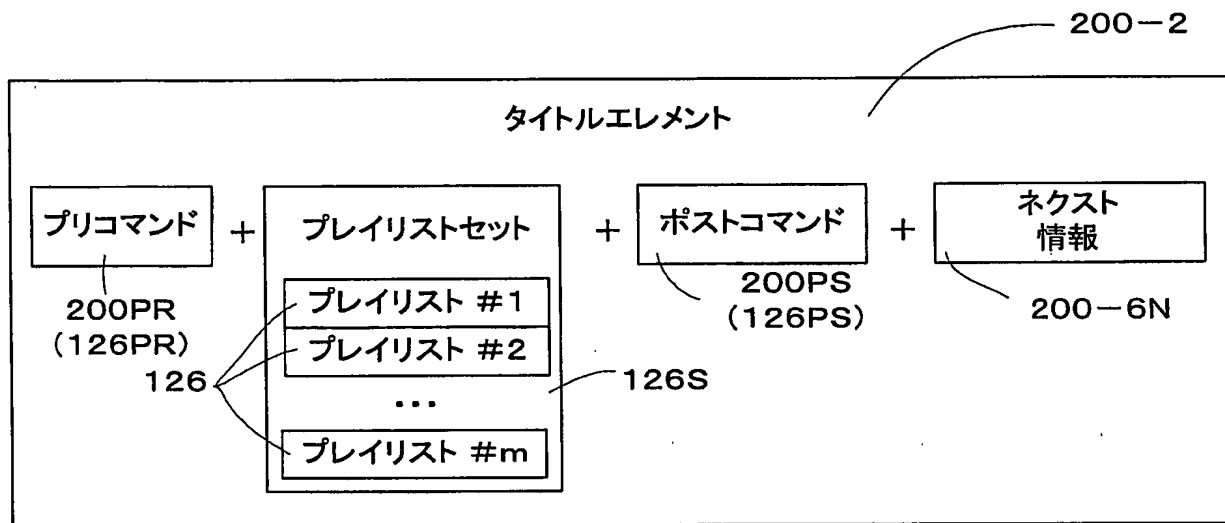 200-2
タイトルエレメント
プリコマンド
+
プレイリストセット
+
ポストコマンド
+
ネクスト
情報
200PR
(126PR)
プレイリスト #1
プレイリスト #2
・・・
プレイリスト #m
126
126S
200PS
(126PS)
200-6N